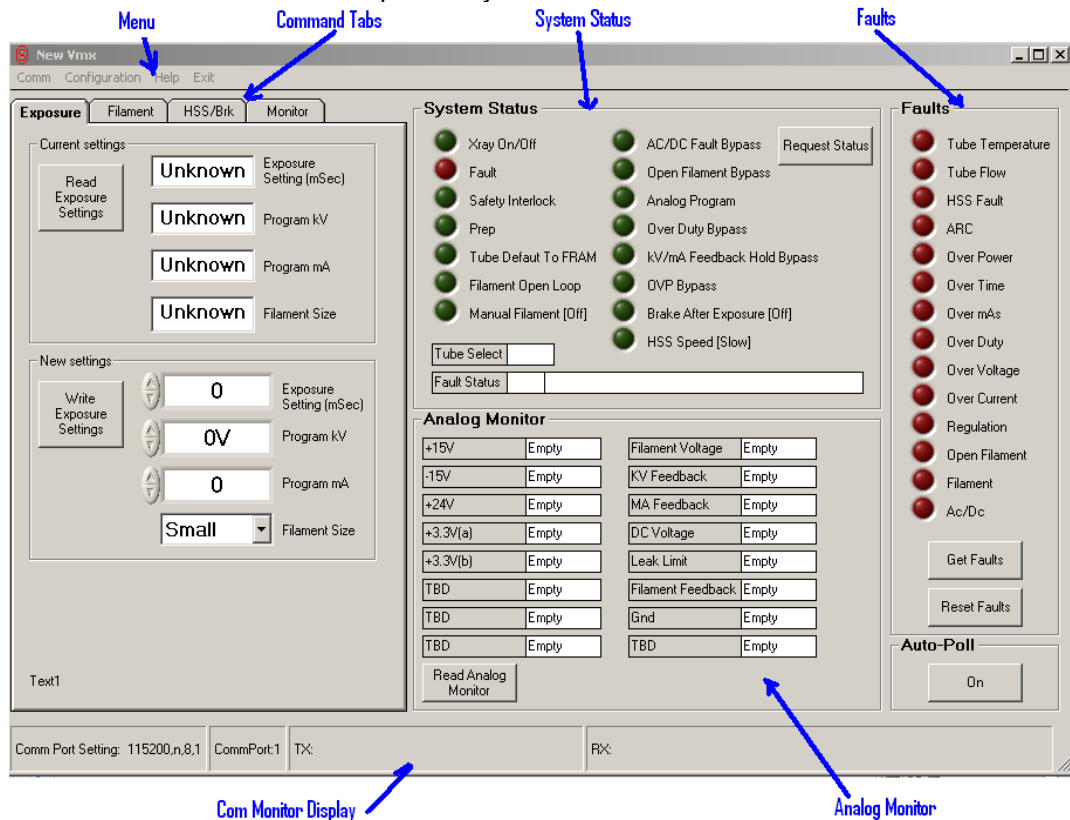 Menu
Command Tabs
System Status
Faults
New Vmx
Comm Configuration Help Exit
Exposure Filament HSS/Brk Monitor
Current settings
Read Exposure Settings
Unknown Exposure Setting (mSec)
Unknown Program kV
Unknown Program mA
Unknown Filament Size
New settings
Write Exposure Settings
0 Exposure Setting (mSec)
0V Program kV
0 Program mA
Small Filament Size
Text1
System Status
Xray On/Off
Fault
Safety Interlock
Prep
Tube Defaut To FRAM
Filament Open Loop
Manual Filament [Off]
AC/DC Fault Bypass
Open Filament Bypass
Analog Program
Over Duty Bypass
kV/mA Feedback Hold Bypass
OVP Bypass
Brake After Exposure [Off]
HSS Speed [Slow]
Request Status
Tube Select
Fault Status
Analog Monitor
+15V Empty
-15V Empty
+24V Empty
+3.3V(a) Empty
+3.3V(b) Empty
TBD Empty
TBD Empty
TBD Empty
Filament Voltage Empty
KV Feedback Empty
MA Feedback Empty
DC Voltage Empty
Leak Limit Empty
Filament Feedback Empty
Gnd Empty
TBD Empty
Read Analog Monitor
Faults
Tube Temperature
Tube Flow
HSS Fault
ARC
Over Power
Over Time
Over mAs
Over Duty
Over Voltage
Over Current
Regulation
Open Filament
Filament
Ac/Dc
Get Faults
Reset Faults
Auto-Poll
On
Comm Port Setting: 115200,n,8,1 CommPort:1 TX: RX:
Com Monitor Display
Analog Monitor